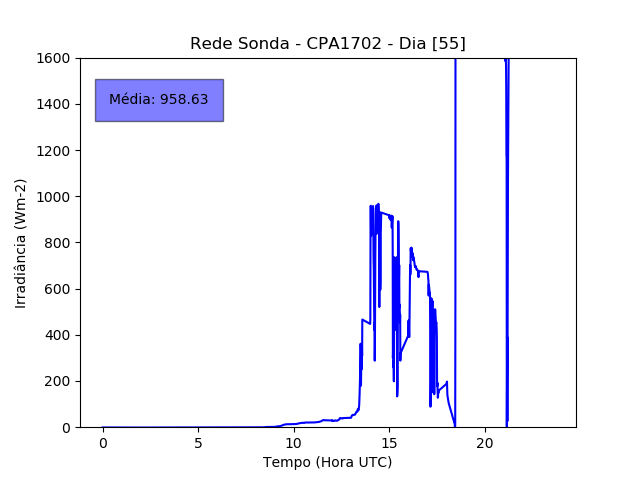 Rede Sonda - CPA1702 - Dia [55]
Irradiância (Wm-2)
1600
1400
1200
1000
800
600
400
200
0
Média: 958.63
0 5 10 15 20
Tempo (Hora UTC)